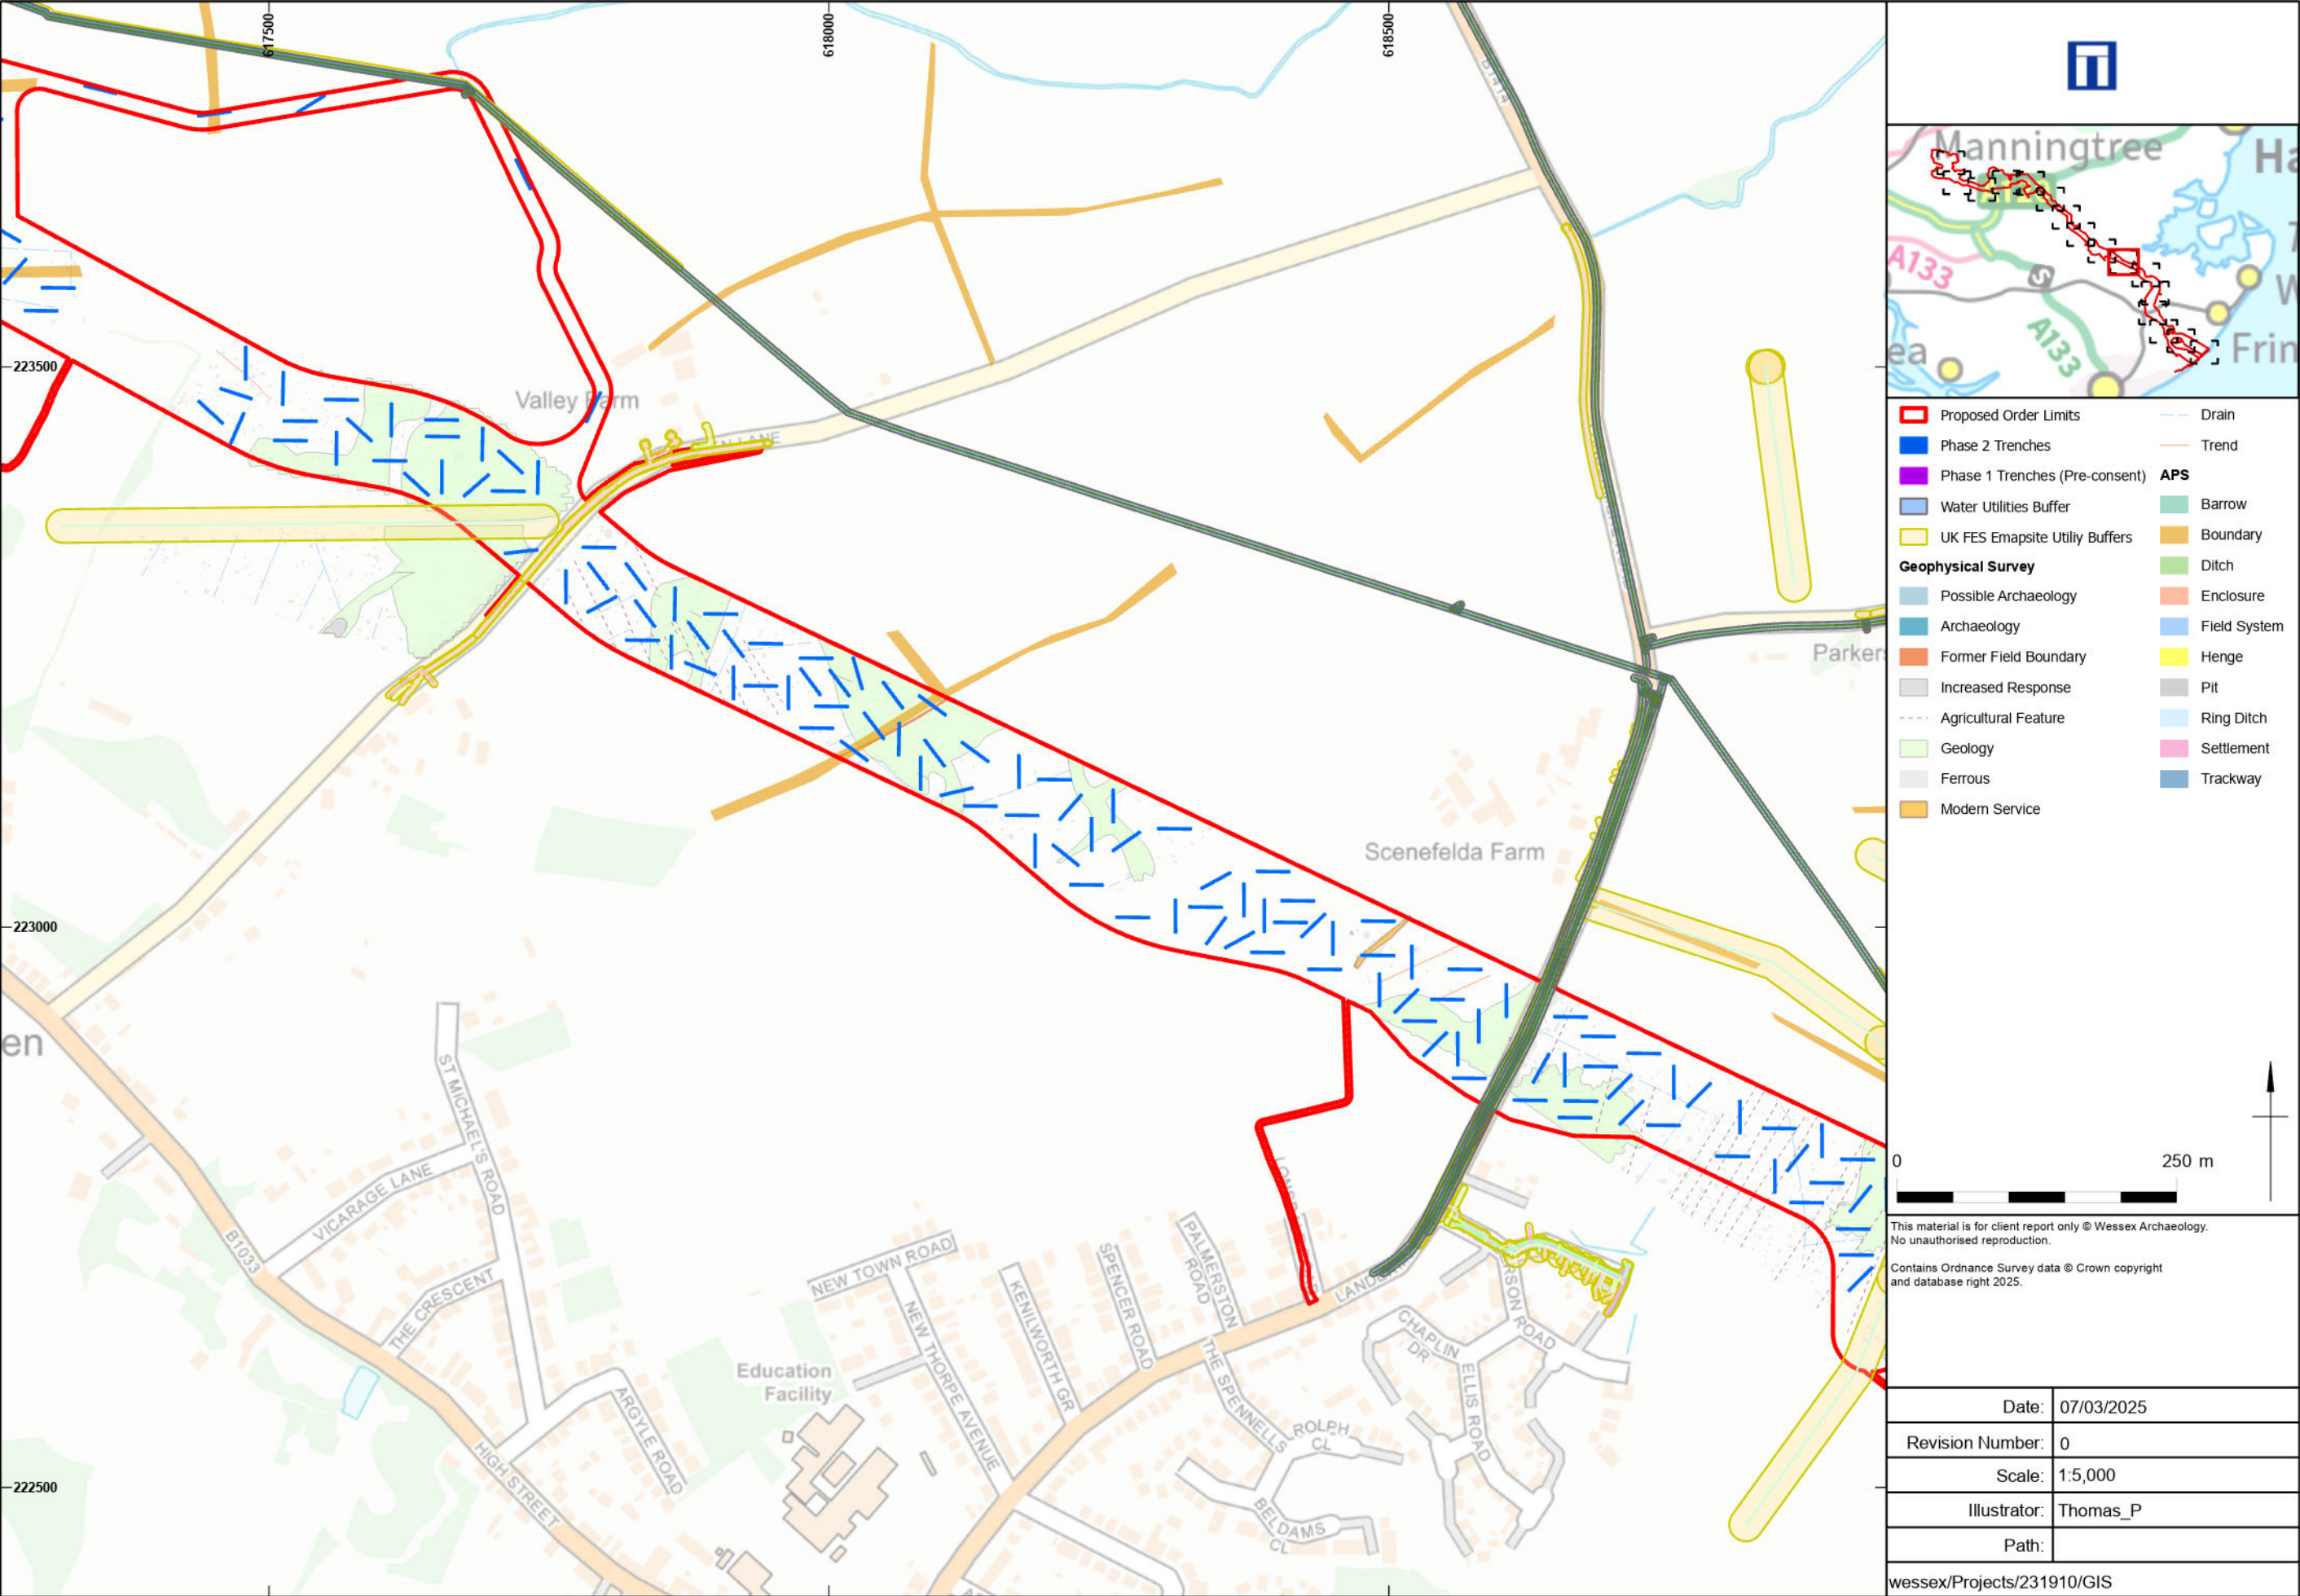 617500
618000
618500
B1414
223500
Valley Farm
N LANE
Parkers
Scenefelda Farm
223000
en
ST MICHAEL'S ROAD
VICARAGE LANE
B1033
THE CRESCENT
NEW TOWN ROAD
KENILWORTH GR
SPENCER ROAD
PALMERSTON
ROAD
NEW THORPE AVENUE
THE SPENNELLS
CHAPLIN
DR
RSON ROAD
ELLIS ROAD
Education
Facility
ARGYLE ROAD
ROLPH
CL
HIGH STREET
222500
BELDAMS
CL
Manningtree
Ha
A133
S
W
A133
ea
Frin
Proposed Order Limits
Phase 2 Trenches
Phase 1 Trenches (Pre-consent)
Water Utilities Buffer
UK FES Emapsite Utiliy Buffers
Geophysical Survey
Possible Archaeology
Archaeology
Former Field Boundary
Increased Response
Agricultural Feature
Geology
Ferrous
Modern Service
Drain
Trend
APS
Barrow
Boundary
Ditch
Enclosure
Field System
Henge
Pit
Ring Ditch
Settlement
Trackway
0 250 m
This material is for client report only © Wessex Archaeology.
No unauthorised reproduction.
Contains Ordnance Survey data © Crown copyright
and database right 2025.
Date: 07/03/2025
Revision Number: 0
Scale: 1:5,000
Illustrator: Thomas_P
Path:
wessex/Projects/231910/GIS